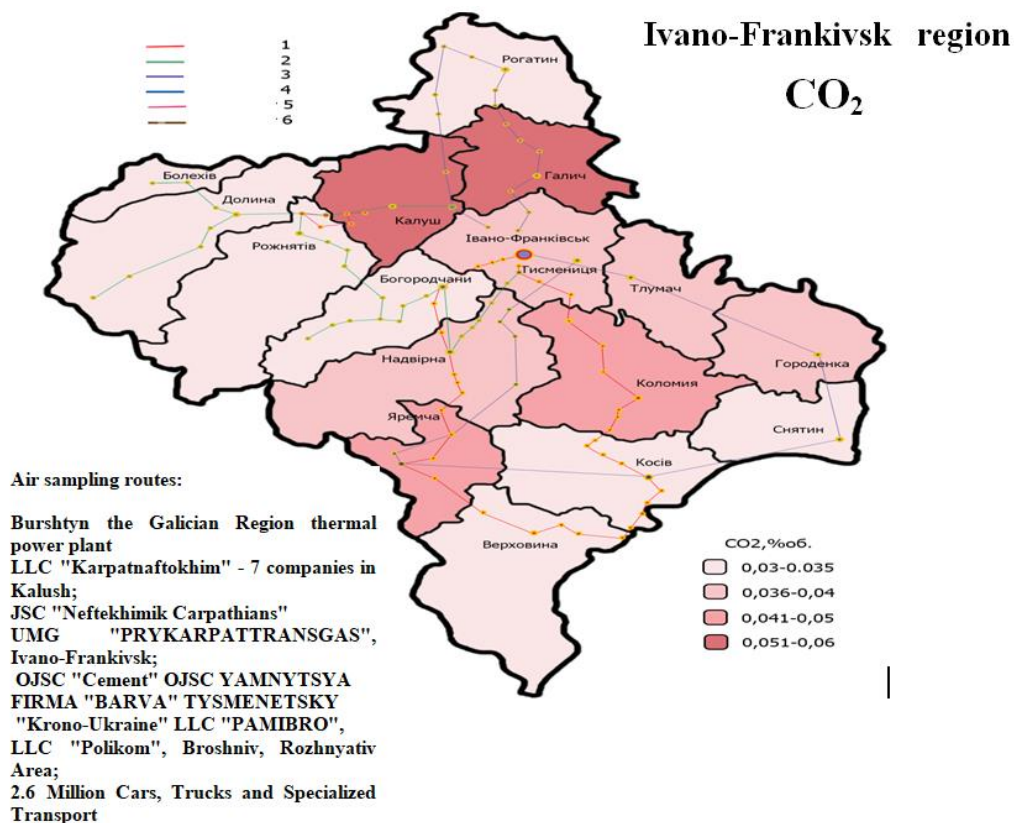 Ivano-Frankivsk region
CO₂
1
2
3
4
5
6
Рогатин
Болехів
Долина
Галич
Калуш
Рожнятів
Івано-Франківськ
Тисмениця
Богородчани
Тлумач
Надвірна
Городенка
Коломия
Яремча
Снятин
Косів
Верховина
Air sampling routes:
Burshtyn the Galician Region thermal
power plant
LLC "Karpatnaftokhim" - 7 companies in
Kalush;
JSC "Neftekhimik Carpathians"
UMG "PRYKARPATTRANSGAS",
Ivano-Frankivsk;
OJSC "Cement" OJSC YAMNYTSYA
FIRMA "BARVA" TYSMENETSKY
"Krono-Ukraine" LLC "PAMIBRO",
LLC "Polikom", Broshniv, Rozhnyativ
Area;
2.6 Million Cars, Trucks and Specialized
Transport
CO2,%об.
0,03-0.035
0,036-0,04
0,041-0,05
0,051-0,06